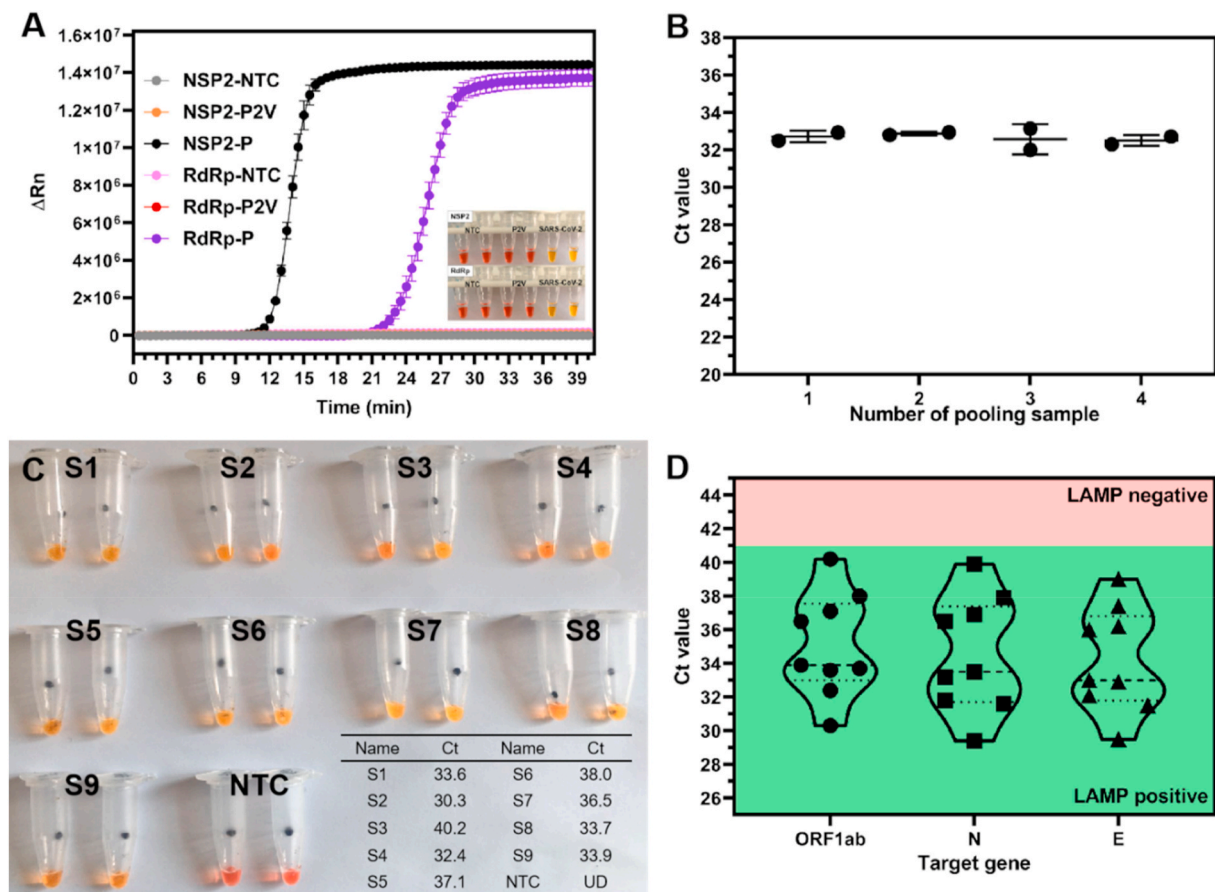 A
1.6×10⁷
1.4×10⁷
1.2×10⁷
1.0×10⁷
8×10⁶
6×10⁶
4×10⁶
2×10⁶
0
ΔRn
NSP2-NTC
NSP2-P2V
NSP2-P
RdRp-NTC
RdRp-P2V
RdRp-P
NSP2
NTC P2V SARS-CoV-2
RdRp
NTC P2V SARS-CoV-2
0 3 6 9 12 15 18 21 24 27 30 33 36 39
Time (min)
B
38
36
34
32
30
28
26
24
22
20
Ct value
1 2 3 4
Number of pooling sample
C
S1 S2 S3 S4
S5 S6 S7 S8
S9 NTC
Name Ct Name Ct
S1 33.6 S6 38.0
S2 30.3 S7 36.5
S3 40.2 S8 33.7
S4 32.4 S9 33.9
S5 37.1 NTC UD
D
44
42
40
38
36
34
32
30
28
26
Ct value
LAMP negative
LAMP positive
ORF1ab N E
Target gene